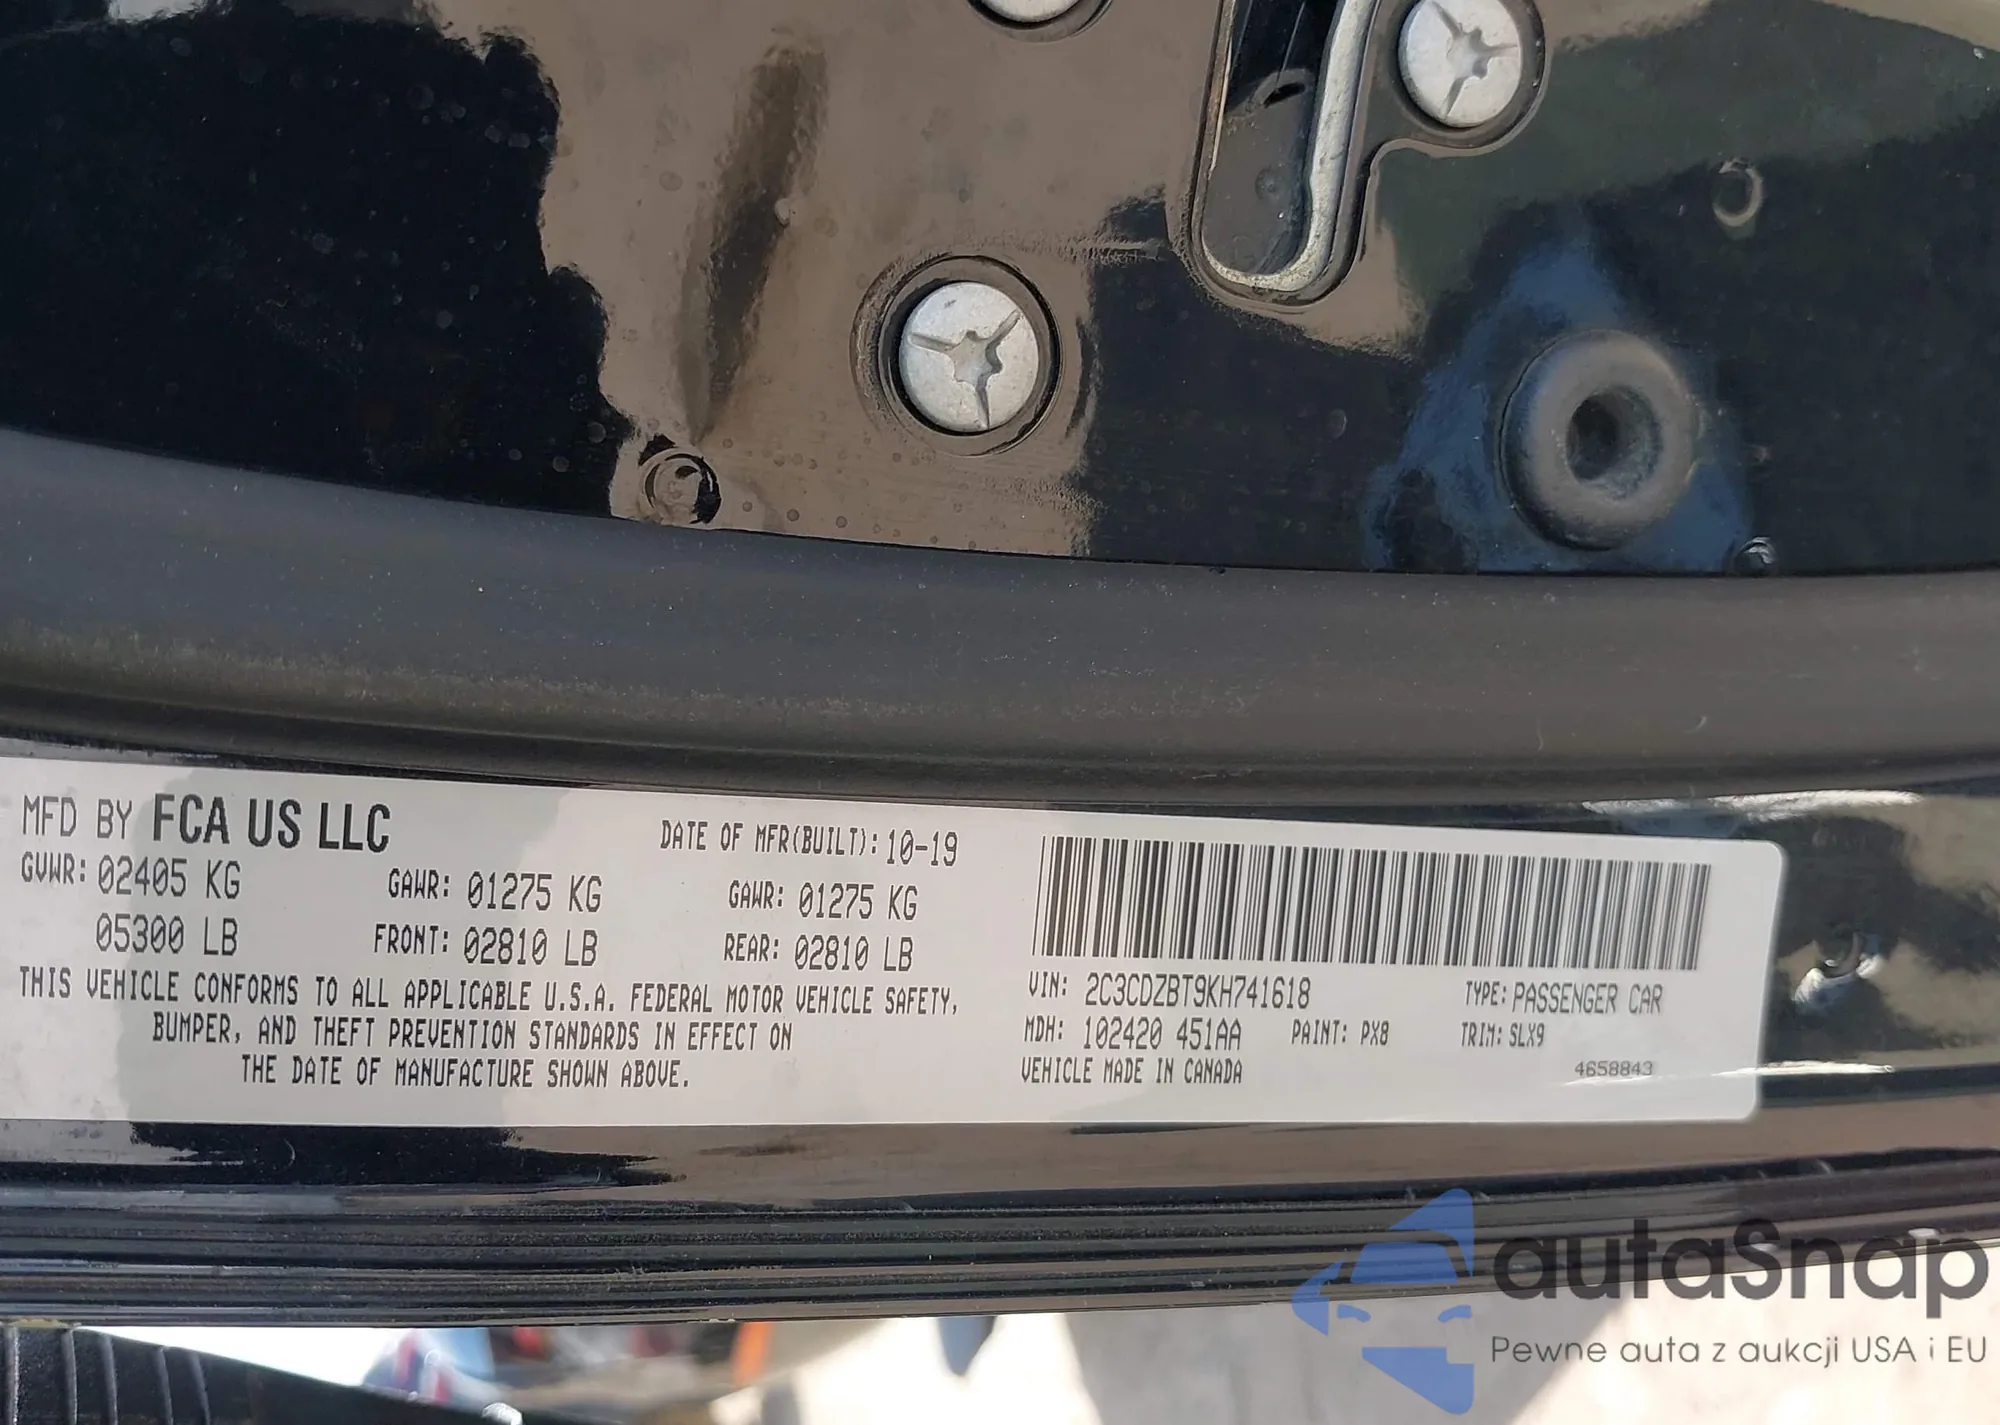 MFD BY FCA US LLC
DATE OF MFR(BUILT): 10-19
GVWR: 02405 KG
GAWR: 01275 KG
GAWR: 01275 KG
05300 LB
FRONT: 02810 LB
REAR: 02810 LB
THIS VEHICLE CONFORMS TO ALL APPLICABLE U.S.A. FEDERAL MOTOR VEHICLE SAFETY,
BUMPER, AND THEFT PREVENTION STANDARDS IN EFFECT ON
THE DATE OF MANUFACTURE SHOWN ABOVE.
VIN: 2C3CDZBT9KH741618
TYPE: PASSENGER CAR
MDH: 102420 451AA
PAINT: PX8
TRIM: SLX9
VEHICLE MADE IN CANADA
4658843
autaSnap
Pewne auta z aukcji USA i EU